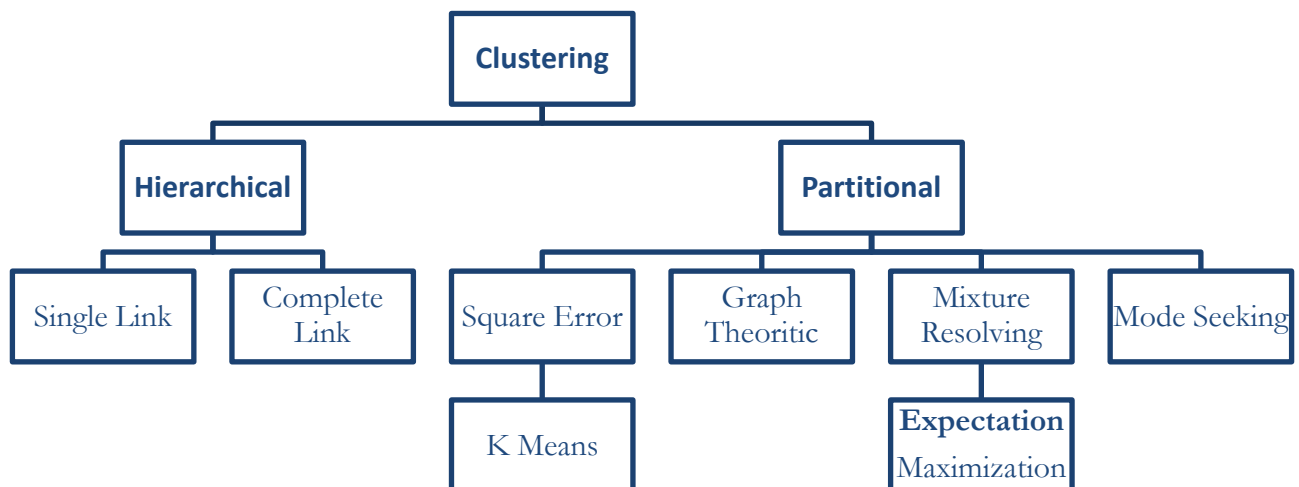 Clustering
Hierarchical
Partitional
Single Link
Complete
Link
Square Error
Graph
Theoritic
Mixture
Resolving
Mode Seeking
K Means
Expectation
Maximization